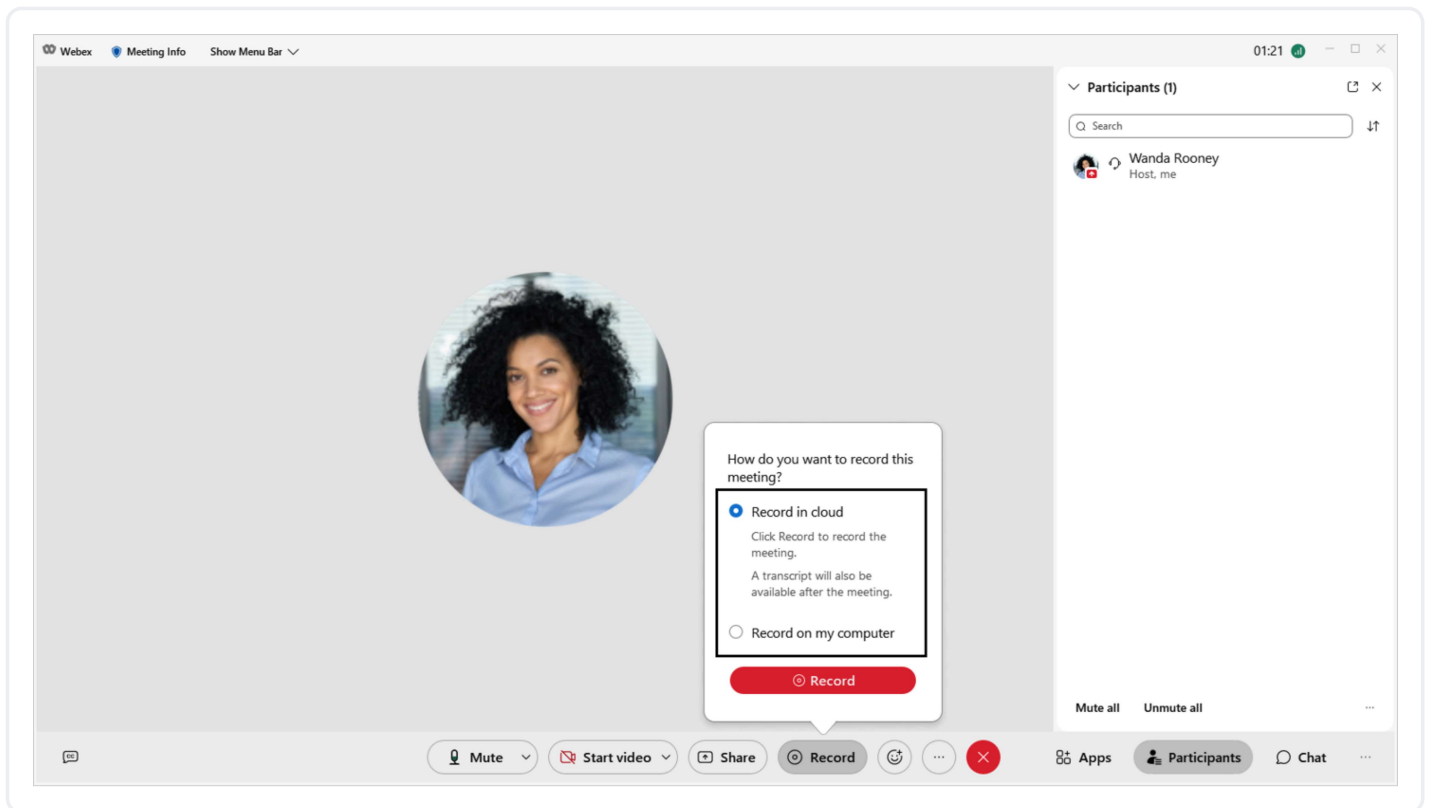 Webex Meeting Info Show Menu Bar 01:21
Participants (1)
Search
Wanda Rooney
Host, me
How do you want to record this
meeting?
Record in cloud
Click Record to record the
meeting.
A transcript will also be
available after the meeting.
Record on my computer
Record
Mute all Unmute all
CC Mute Start video Share Record Apps Participants Chat